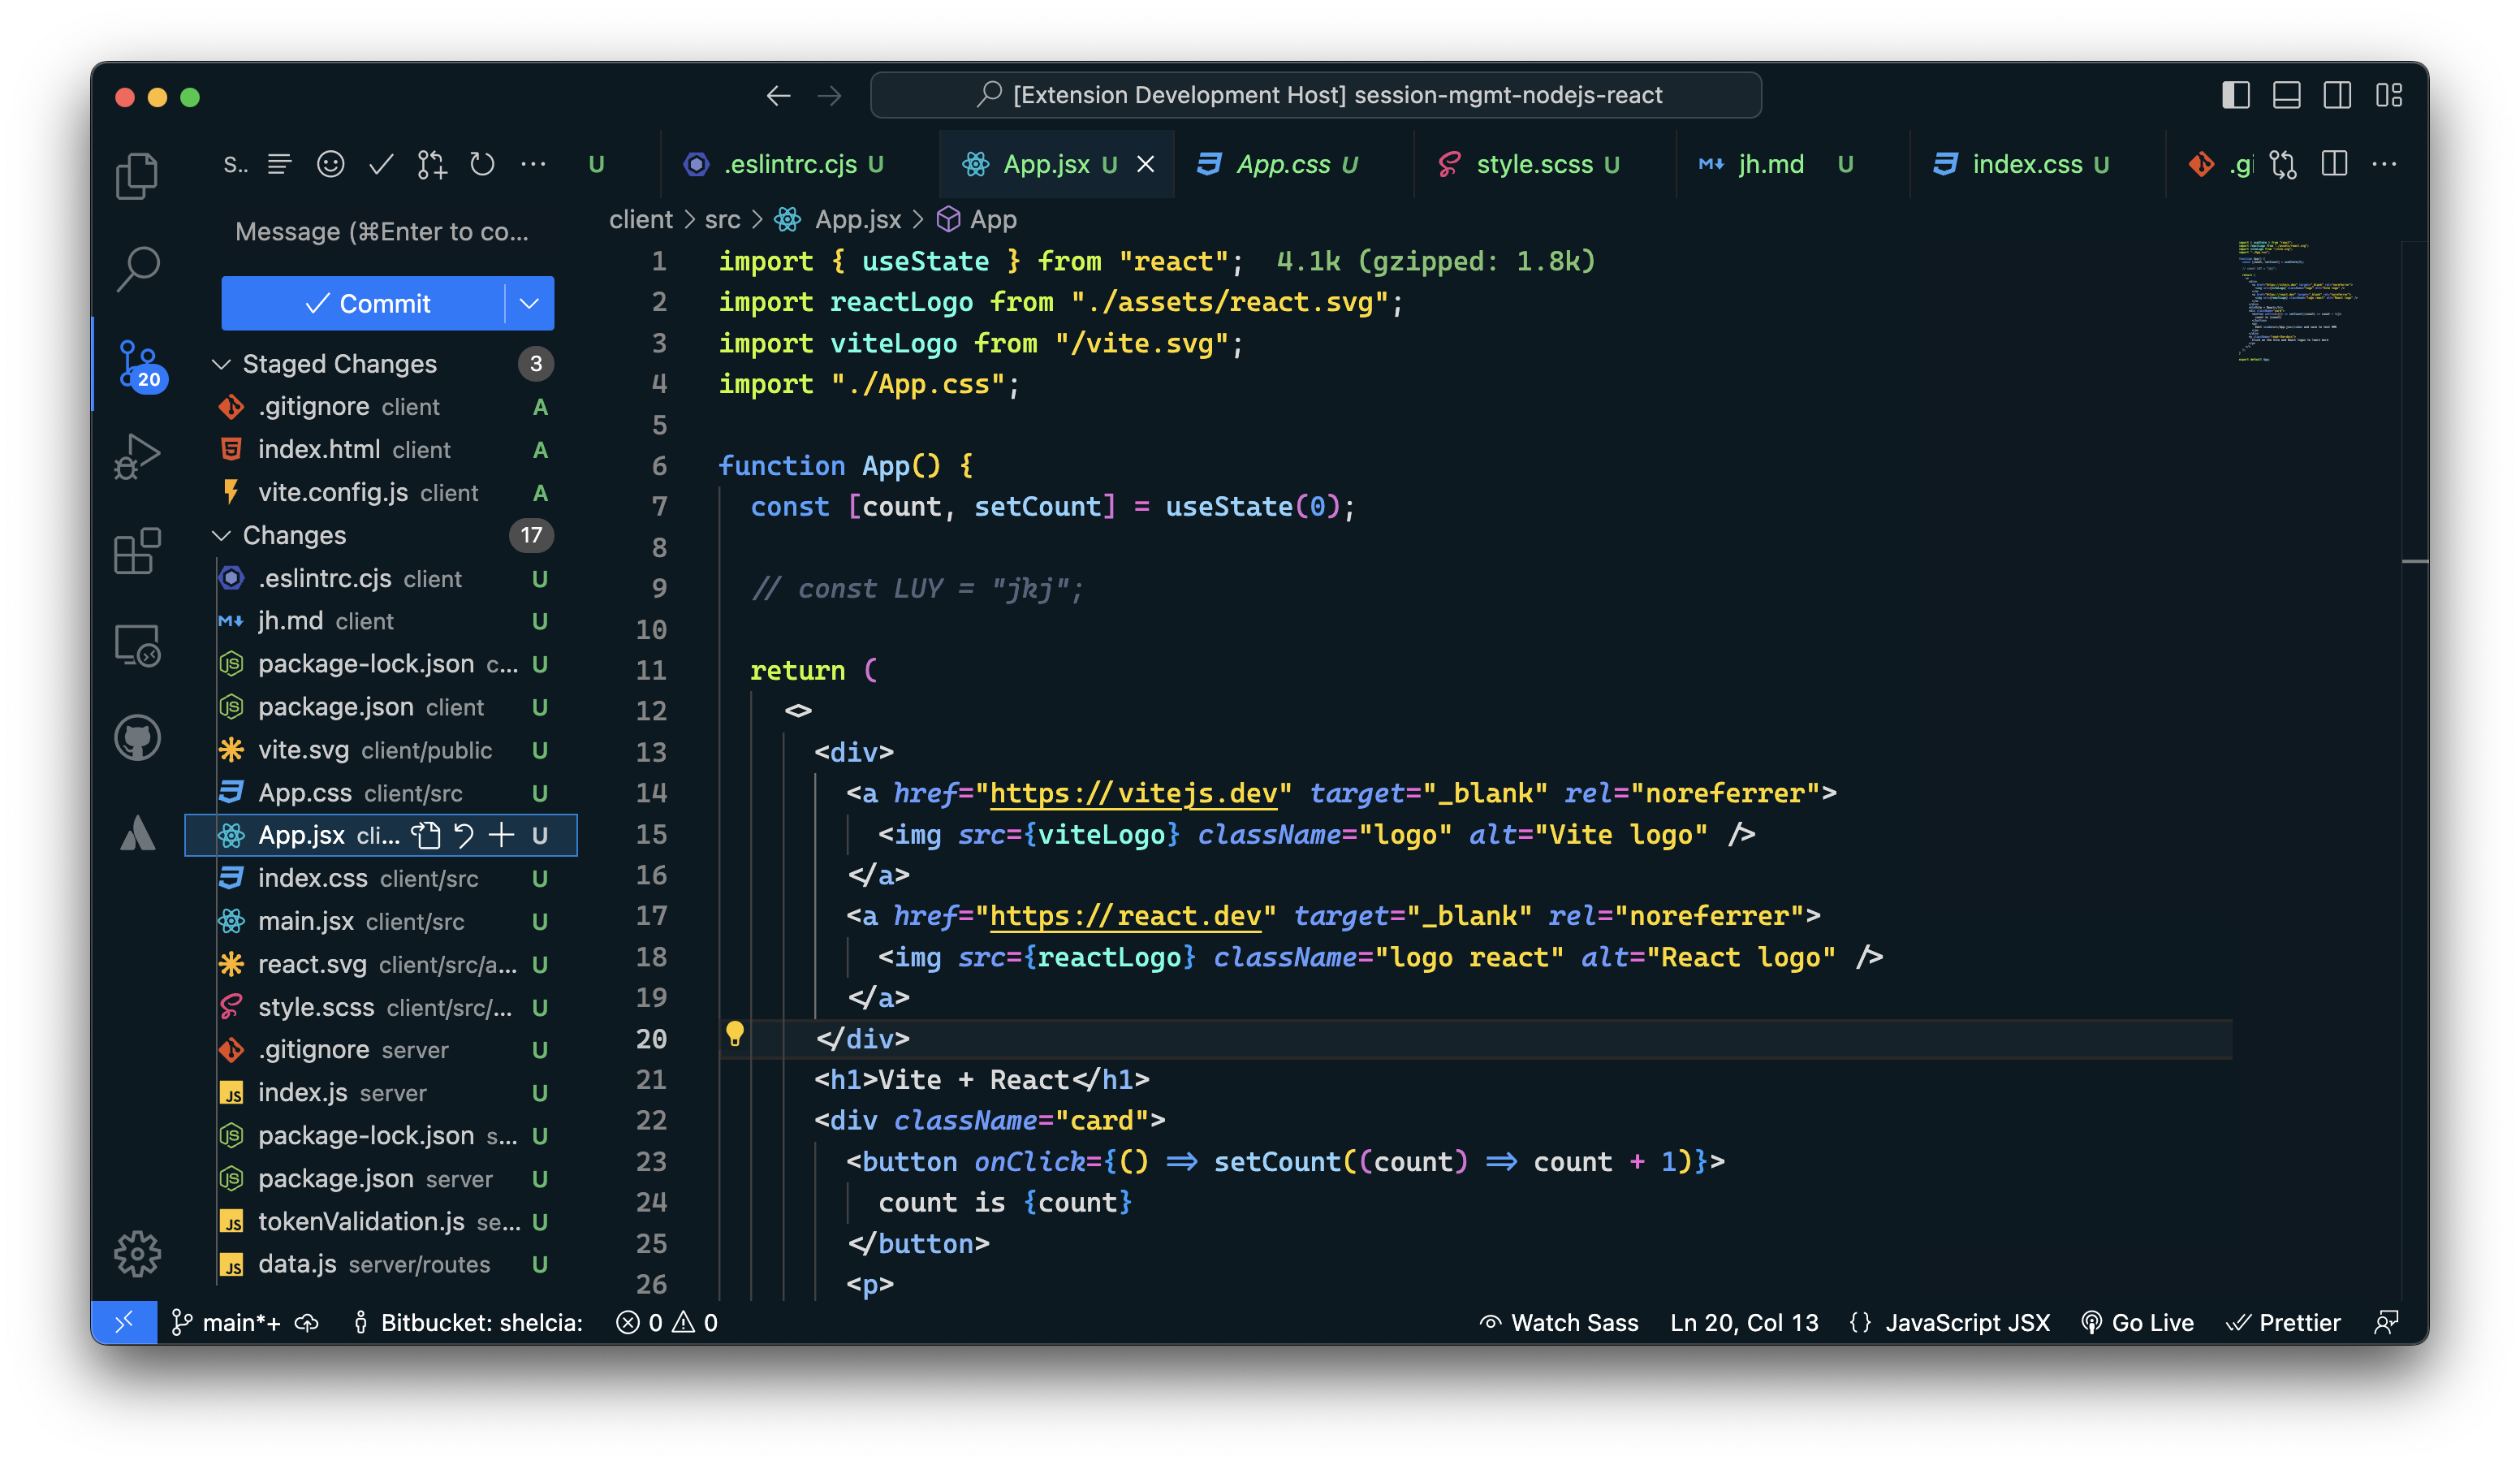 [Extension Development Host] session-mgmt-nodejs-react
S..
U
.eslintrc.cjs U
App.jsx U
App.css U
style.scss U
jh.md U
index.css U
.gi
Message (⌘Enter to co...
client > src > App.jsx > App
Commit
Staged Changes 3
.gitignore client A
index.html client A
vite.config.js client A
Changes 17
.eslintrc.cjs client U
jh.md client U
package-lock.json c... U
package.json client U
vite.svg client/public U
App.css client/src U
App.jsx cli... U
index.css client/src U
main.jsx client/src U
react.svg client/src/a... U
style.scss client/src/... U
.gitignore server U
index.js server U
package-lock.json s... U
package.json server U
tokenValidation.js se... U
data.js server/routes U
20
1 import { useState } from "react"; 4.1k (gzipped: 1.8k)
2 import reactLogo from "./assets/react.svg";
3 import viteLogo from "/vite.svg";
4 import "./App.css";
5
6 function App() {
7 const [count, setCount] = useState(0);
8
9 // const LUY = "jkj";
10
11 return (
12 <>
13 <div>
14 <a href="https://vitejs.dev" target="_blank" rel="noreferrer">
15 <img src={viteLogo} className="logo" alt="Vite logo" />
16 </a>
17 <a href="https://react.dev" target="_blank" rel="noreferrer">
18 <img src={reactLogo} className="logo react" alt="React logo" />
19 </a>
20 </div>
21 <h1>Vite + React</h1>
22 <div className="card">
23 <button onClick={() => setCount((count) => count + 1)}>
24 count is {count}
25 </button>
26 <p>
main*+ Bitbucket: shelcia: 0 0 Watch Sass Ln 20, Col 13 {} JavaScript JSX Go Live Prettier